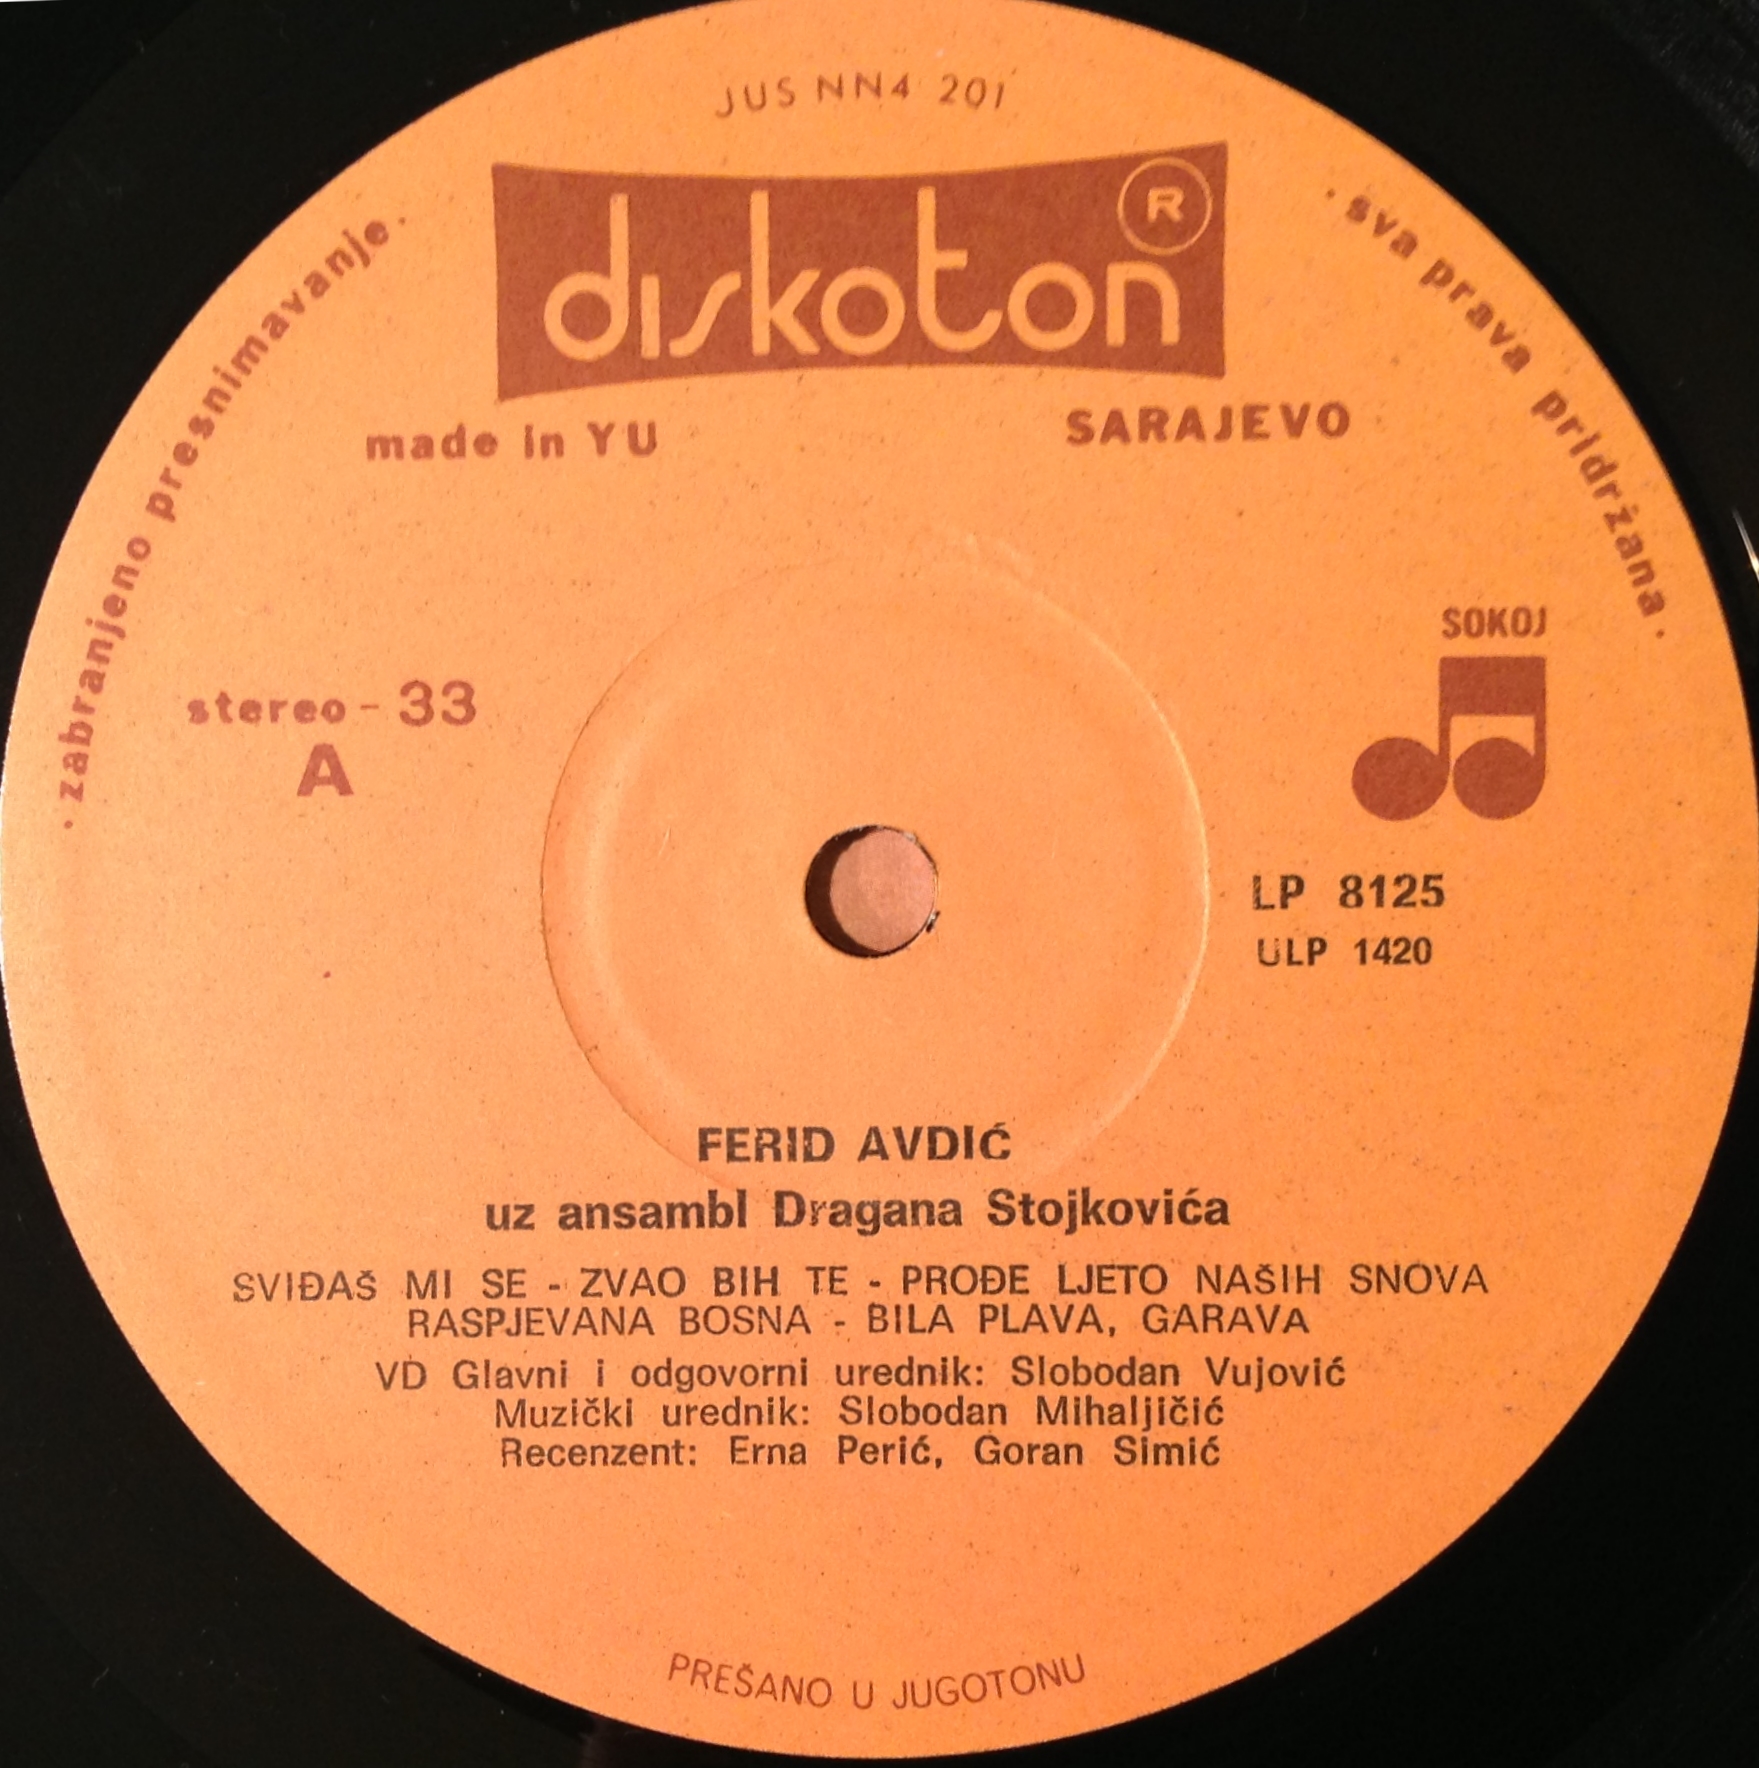 JUS NN4 201
diskoton R
made in YU
SARAJEVO
· zabranjeno presnimavanje ·
· sva prava pridržana ·
SOKOJ
stereo - 33
A
LP 8125
ULP 1420
FERID AVDIĆ
uz ansambl Dragana Stojkovića
SVIĐAŠ MI SE - ZVAO BIH TE - PROĐE LJETO NAŠIH SNOVA
RASPJEVANA BOSNA - BILA PLAVA, GARAVA
VD Glavni i odgovorni urednik: Slobodan Vujović
Muzički urednik: Slobodan Mihaljičić
Recenzent: Erna Perić, Goran Simić
PREŠANO U JUGOTONU